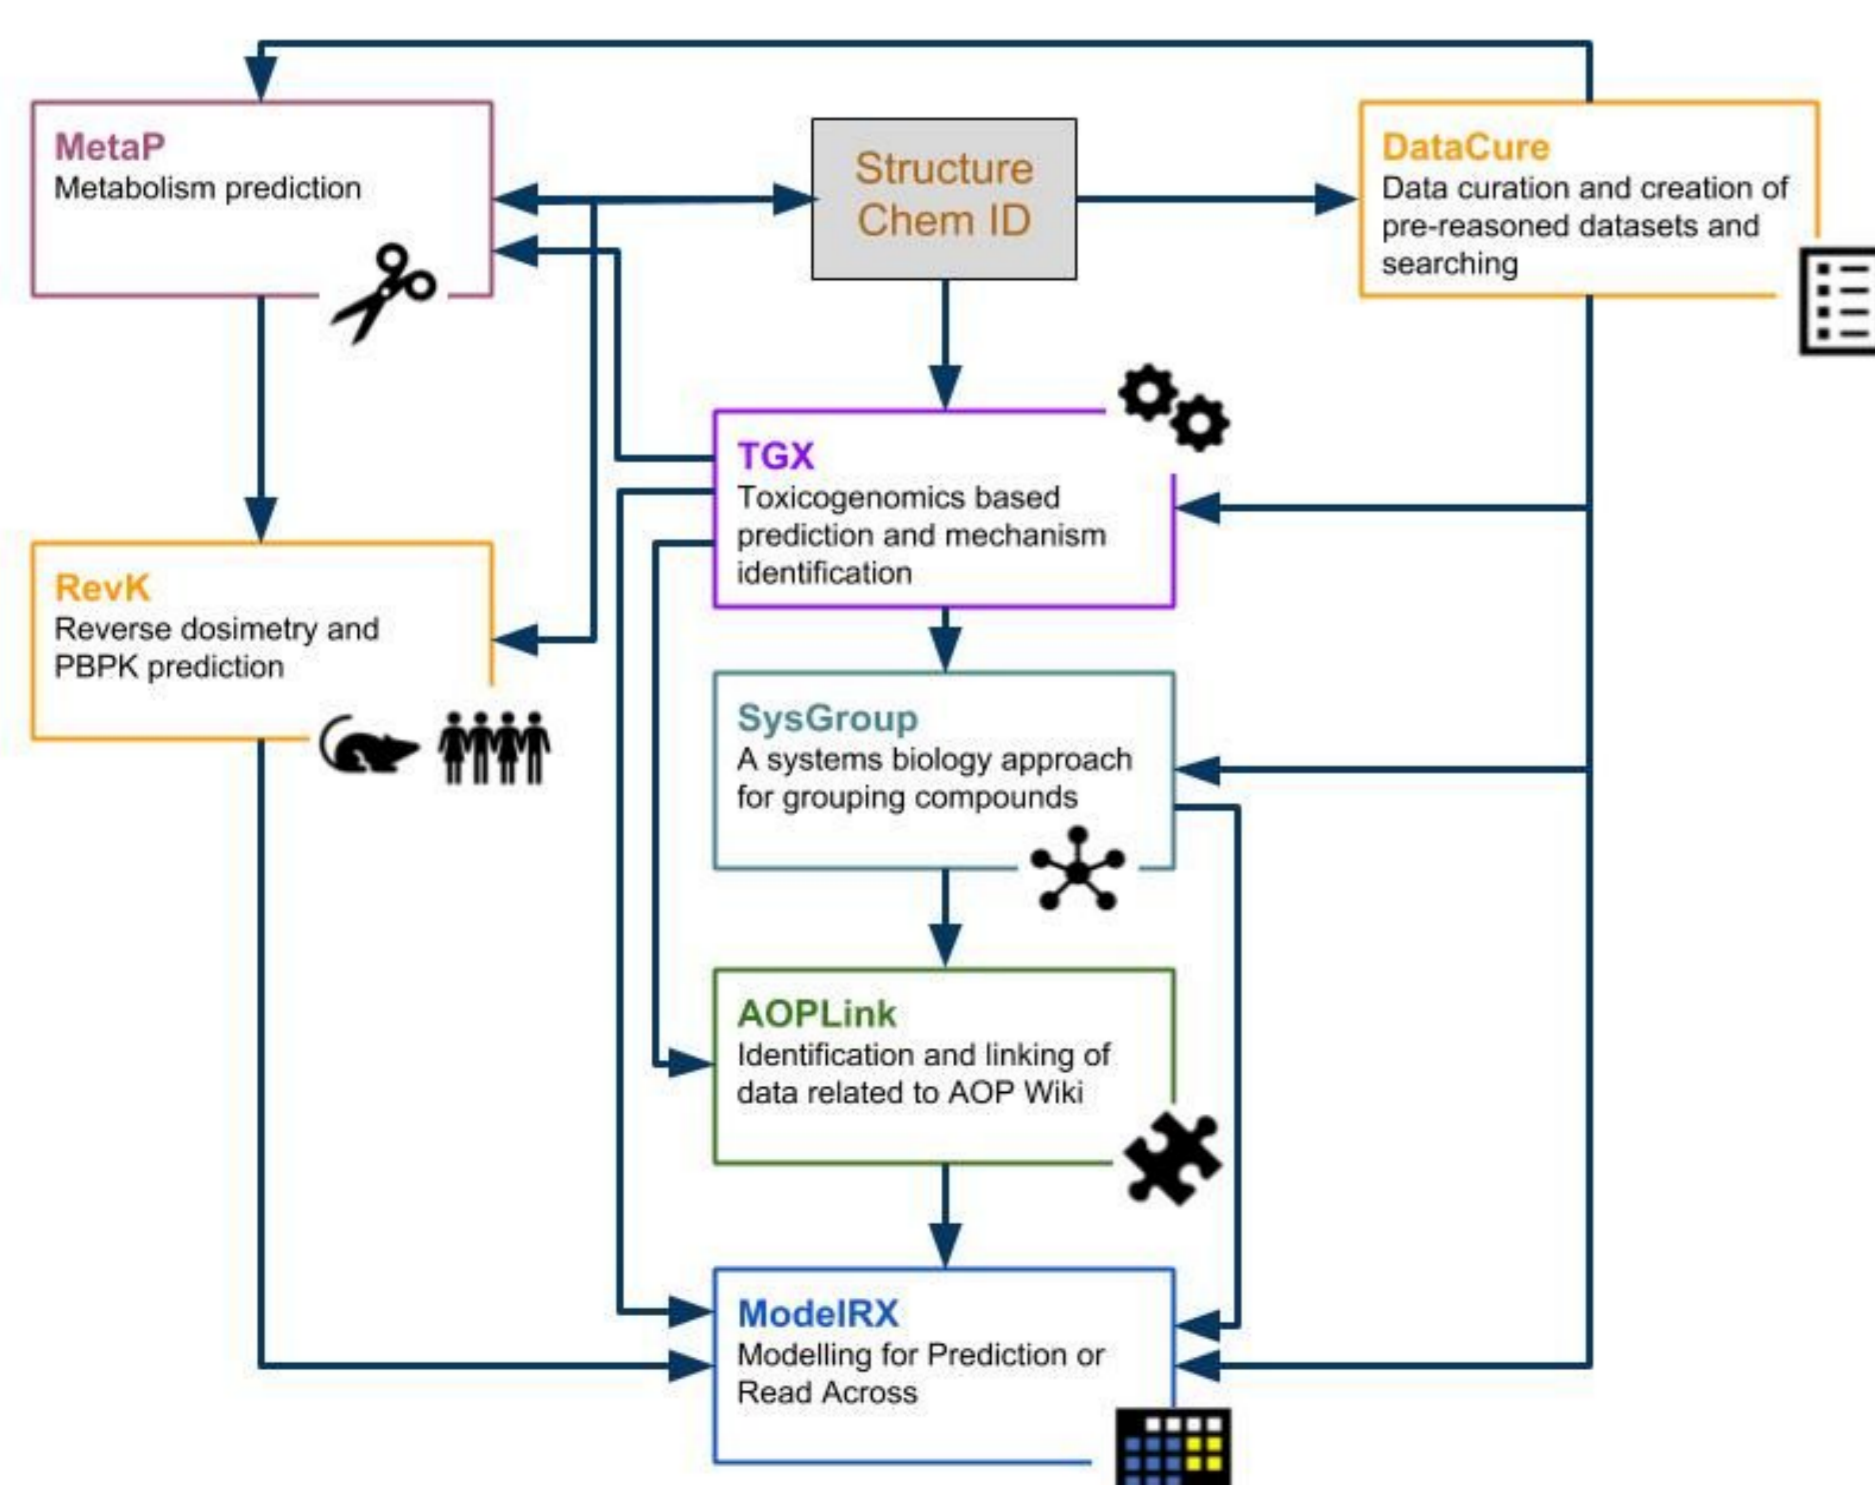 MetaP
Metabolism prediction
Structure
Chem ID
DataCure
Data curation and creation of
pre-reasoned datasets and
searching
TGX
Toxicogenomics based
prediction and mechanism
identification
RevK
Reverse dosimetry and
PBPK prediction
SysGroup
A systems biology approach
for grouping compounds
AOPLink
Identification and linking of
data related to AOP Wiki
ModelRX
Modelling for Prediction or
Read Across